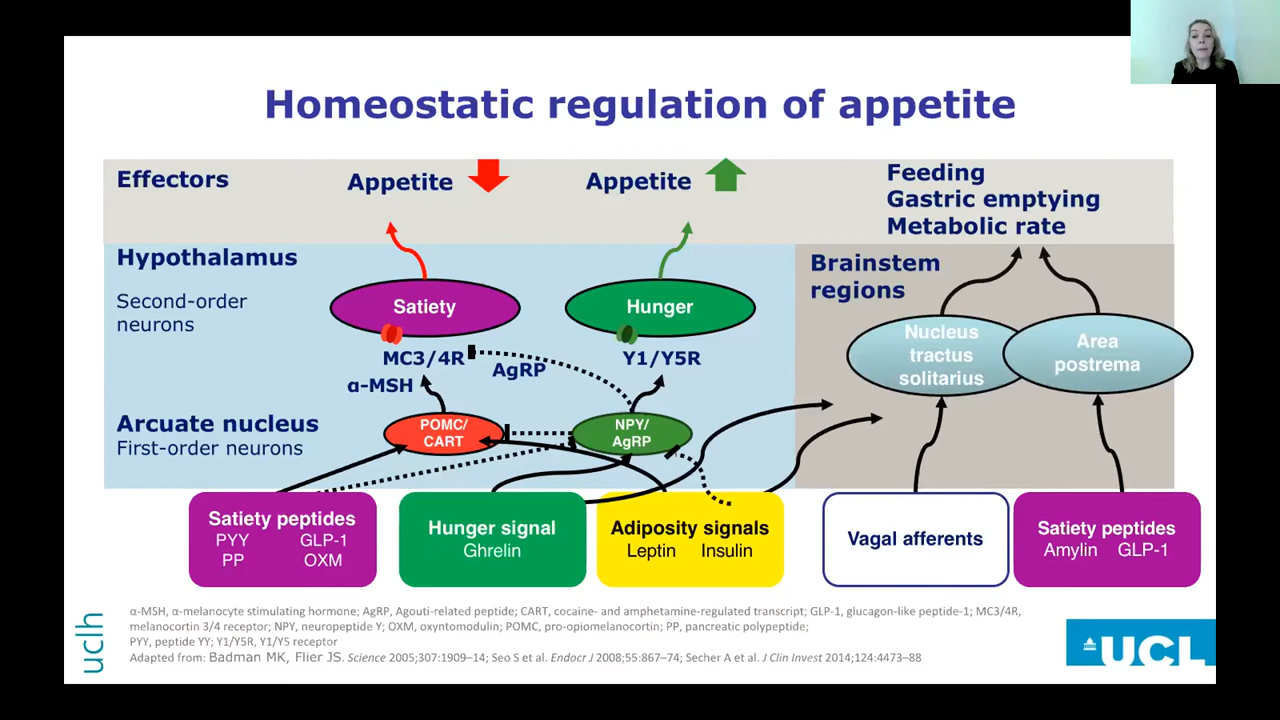 Homeostatic regulation of appetite
Effectors
Appetite
Appetite
Feeding
Gastric emptying
Metabolic rate
Hypothalamus
Second-order
neurons
Satiety
Hunger
Brainstem
regions
Nucleus
tractus
solitarius
Area
postrema
MC3/4R
AgRP
Y1/Y5R
α-MSH
Arcuate nucleus
First-order neurons
POMC/
CART
NPY/
AgRP
Satiety peptides
PYY GLP-1
PP OXM
Hunger signal
Ghrelin
Adiposity signals
Leptin Insulin
Vagal afferents
Satiety peptides
Amylin GLP-1
α-MSH, α-melanocyte stimulating hormone; AgRP, Agouti-related peptide; CART, cocaine- and amphetamine-regulated transcript; GLP-1, glucagon-like peptide-1; MC3/4R,
melanocortin 3/4 receptor; NPY, neuropeptide Y; OXM, oxyntomodulin; POMC, pro-opiomelanocortin; PP, pancreatic polypeptide;
PYY, peptide YY; Y1/Y5R, Y1/Y5 receptor
Adapted from: Badman MK, Flier JS. Science 2005;307:1909–14; Seo S et al. Endocr J 2008;55:867–74; Secher A et al. J Clin Invest 2014;124:4473–88
uclh
UCL